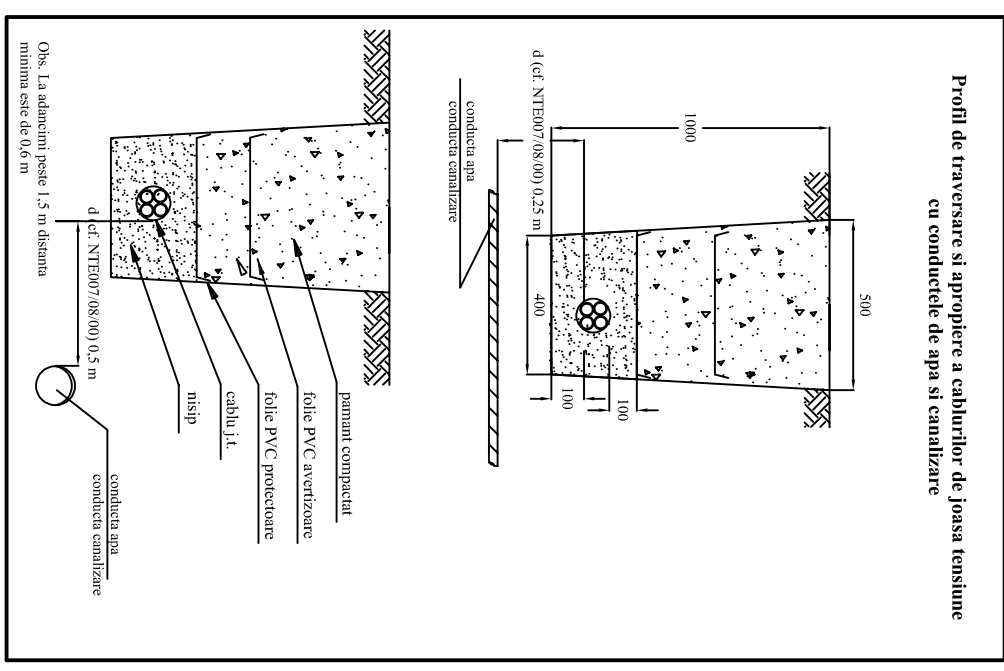 Profil de traversare si apropiere a cablurilor de joasa tensiune
cu conductele de apa si canalizare
500
1000
400
100
100
d (cf. NTE007/08/00) 0,25 m
conducta apa
conducta canalizare
pamant compactat
folie PVC avertizoare
folie PVC protectoare
cablu j.t.
nisip
d (cf. NTE007/08/00) 0,5 m
conducta apa
conducta canalizare
Obs. La adancimi peste 1,5 m distanta
minima este de 0,6 m